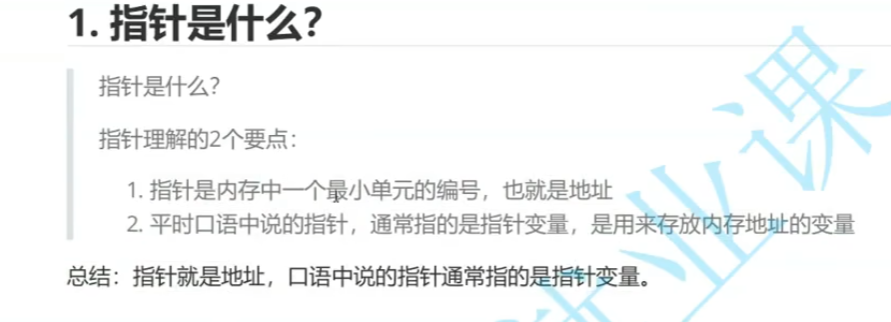 1. 指针是什么？
指针是什么？
指针理解的2个要点：
1. 指针是内存中一个最小单元的编号，也就是地址
2. 平时口语中说的指针，通常指的是指针变量，是用来存放内存地址的变量
总结：指针就是地址，口语中说的指针通常指的是指针变量。
业课